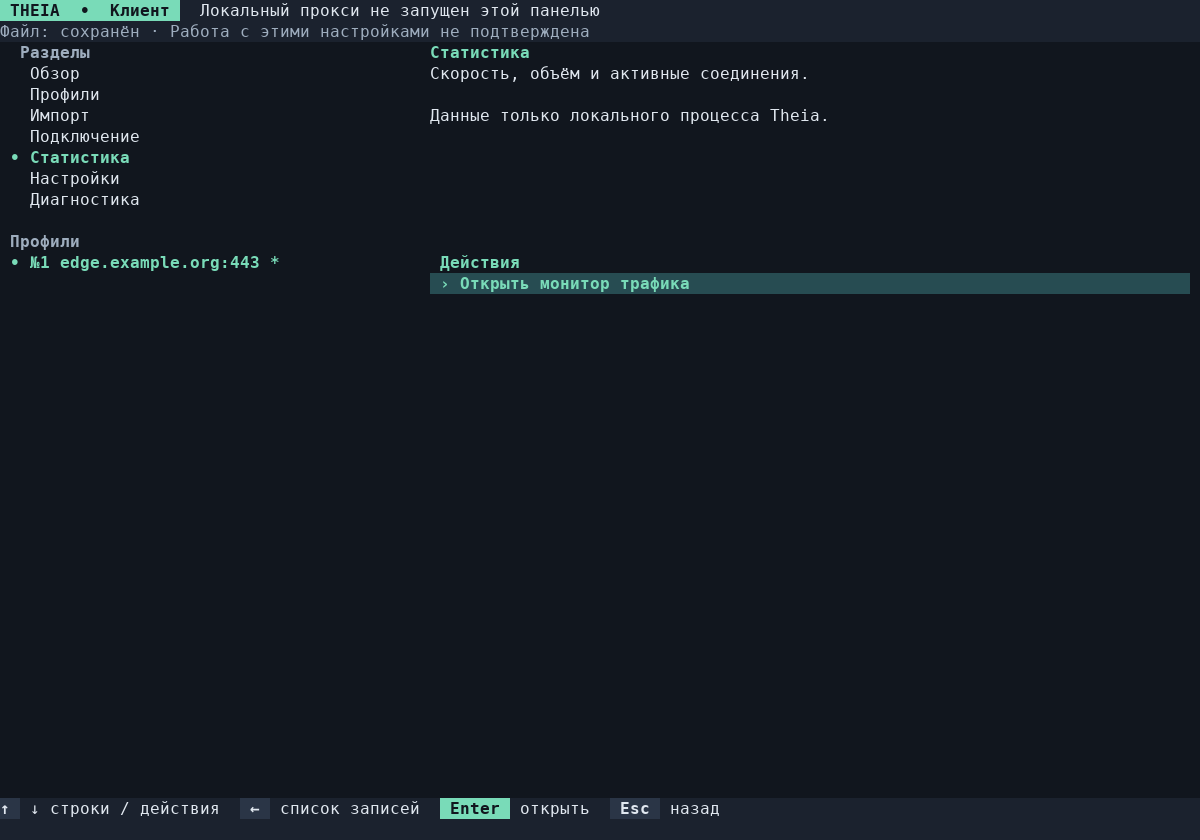 THEIA • Клиент Локальный прокси не запущен этой панелью
Файл: сохранён · Работа с этими настройками не подтверждена
Разделы
Обзор
Профили
Импорт
Подключение
• Статистика
Настройки
Диагностика
Профили
• №1 edge.example.org:443 *
Статистика
Скорость, объём и активные соединения.
Данные только локального процесса Theia.
Действия
› Открыть монитор трафика
↑ ↓ строки / действия ← список записей Enter открыть Esc назад